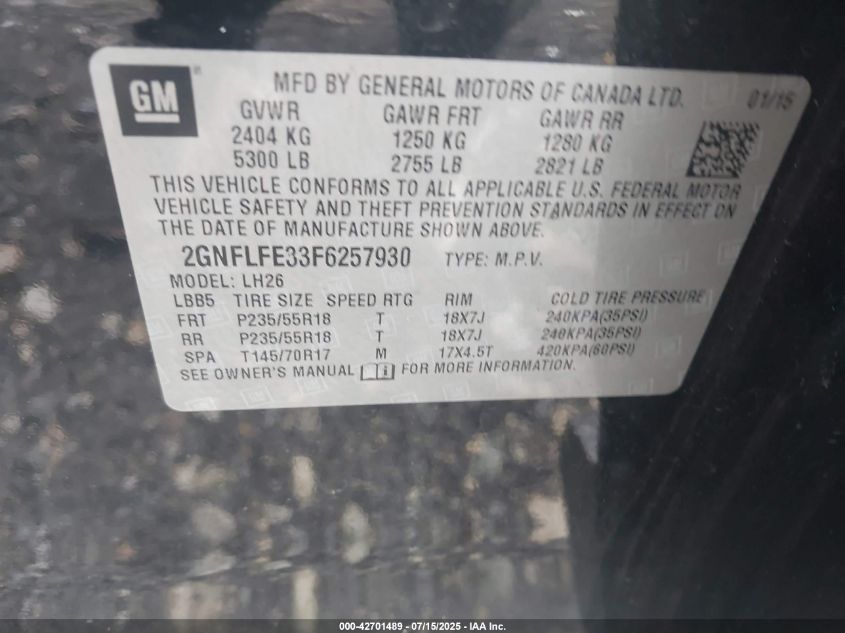 GM®
MFD BY GENERAL MOTORS OF CANADA LTD. 01/15
GVWR GAWR FRT GAWR RR
2404 KG 1250 KG 1280 KG
5300 LB 2755 LB 2821 LB
THIS VEHICLE CONFORMS TO ALL APPLICABLE U.S. FEDERAL MOTOR
VEHICLE SAFETY AND THEFT PREVENTION STANDARDS IN EFFECT ON
THE DATE OF MANUFACTURE SHOWN ABOVE.
2GNFLFE33F6257930 TYPE: M.P.V.
MODEL: LH26
LBB5 TIRE SIZE SPEED RTG RIM COLD TIRE PRESSURE
FRT P235/55R18 T 18X7J 240KPA(35PSI)
RR P235/55R18 T 18X7J 240KPA(35PSI)
SPA T145/70R17 M 17X4.5T 420KPA(60PSI)
SEE OWNER'S MANUAL i FOR MORE INFORMATION.
000-42701489 - 07/15/2025 - IAA Inc.